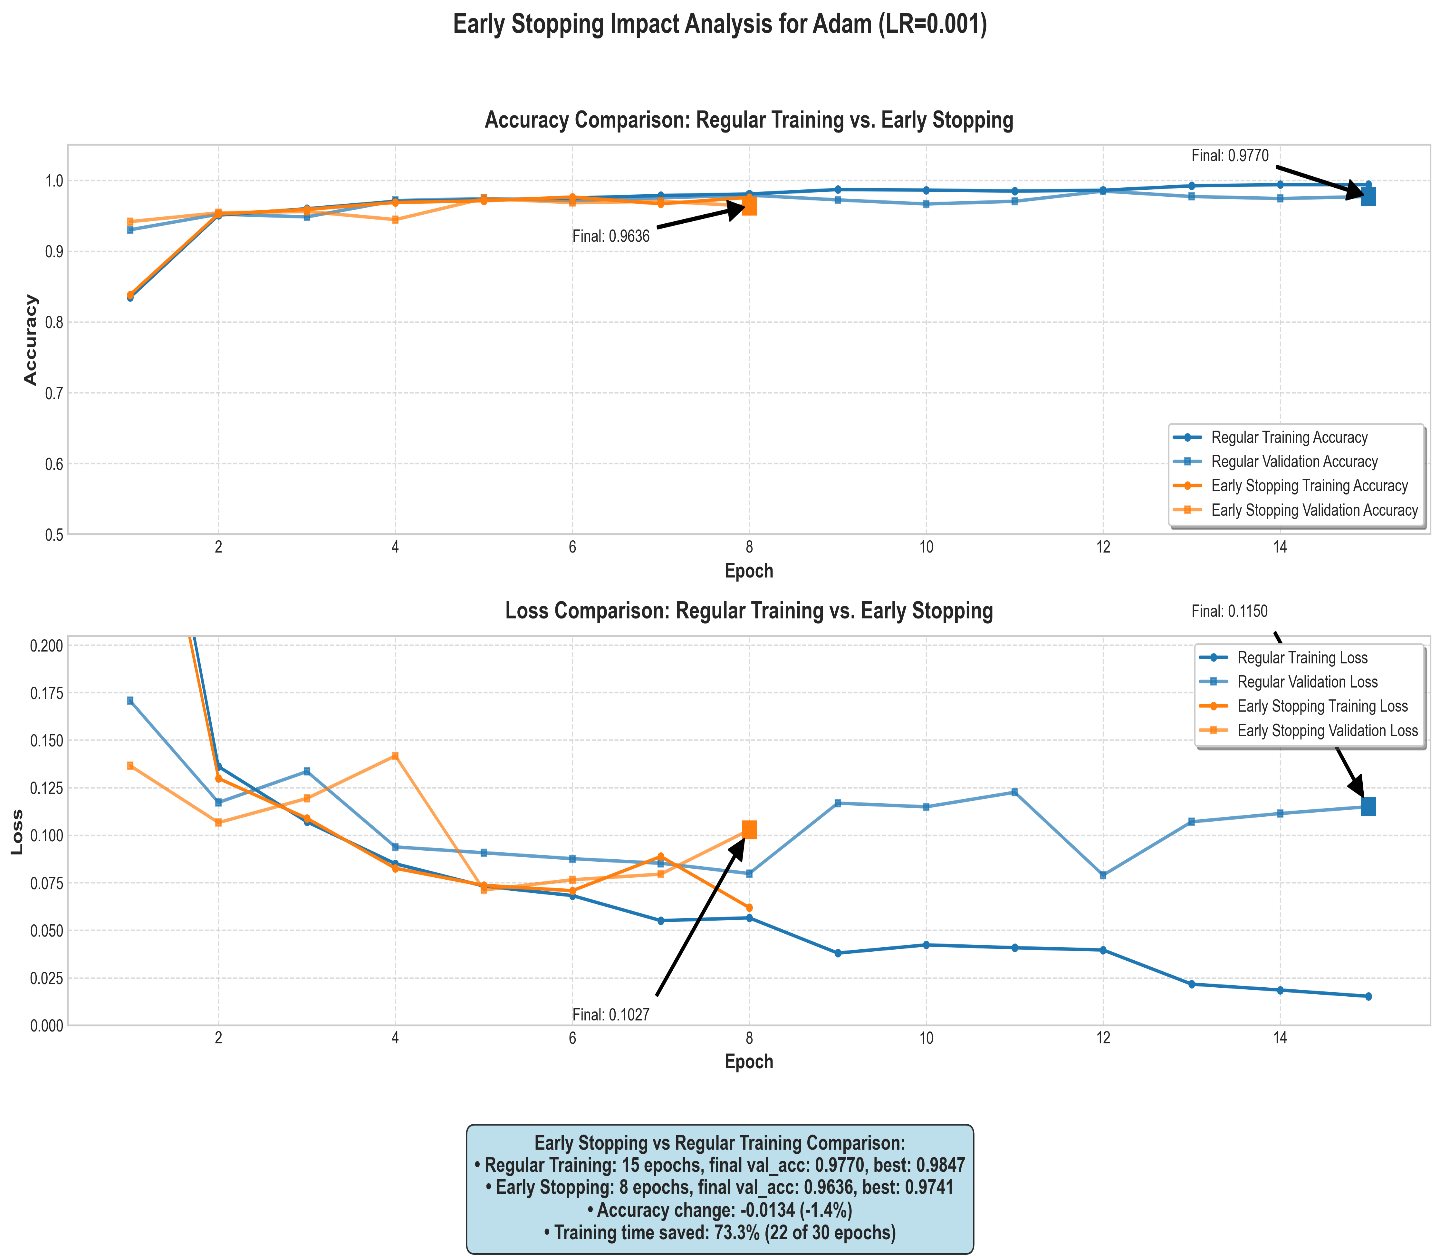 Early Stopping Impact Analysis for Adam (LR=0.001)
Accuracy Comparison: Regular Training vs. Early Stopping
Final: 0.9770
Final: 0.9636
1.0
0.9
0.8
0.7
0.6
0.5
Accuracy
Regular Training Accuracy
Regular Validation Accuracy
Early Stopping Training Accuracy
Early Stopping Validation Accuracy
2 4 6 8 10 12 14
Epoch
Loss Comparison: Regular Training vs. Early Stopping
Final: 0.1150
0.200
0.175
0.150
0.125
0.100
0.075
0.050
0.025
0.000
Loss
Regular Training Loss
Regular Validation Loss
Early Stopping Training Loss
Early Stopping Validation Loss
Final: 0.1027
2 4 6 8 10 12 14
Epoch
Early Stopping vs Regular Training Comparison:
• Regular Training: 15 epochs, final val_acc: 0.9770, best: 0.9847
• Early Stopping: 8 epochs, final val_acc: 0.9636, best: 0.9741
• Accuracy change: -0.0134 (-1.4%)
• Training time saved: 73.3% (22 of 30 epochs)